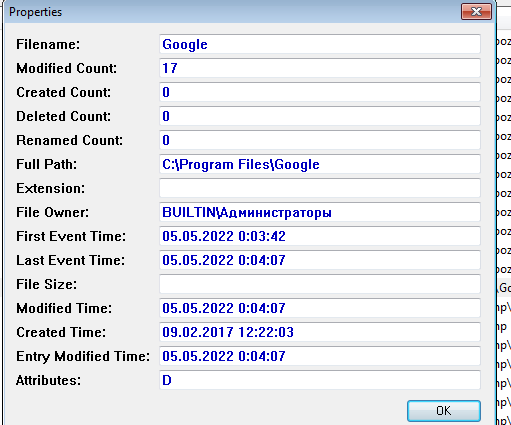 Properties
Filename: Google
Modified Count: 17
Created Count: 0
Deleted Count: 0
Renamed Count: 0
Full Path: C:\Program Files\Google
Extension:
File Owner: BUILTIN\Администраторы
First Event Time: 05.05.2022 0:03:42
Last Event Time: 05.05.2022 0:04:07
File Size:
Modified Time: 05.05.2022 0:04:07
Created Time: 09.02.2017 12:22:03
Entry Modified Time: 05.05.2022 0:04:07
Attributes: D
OK